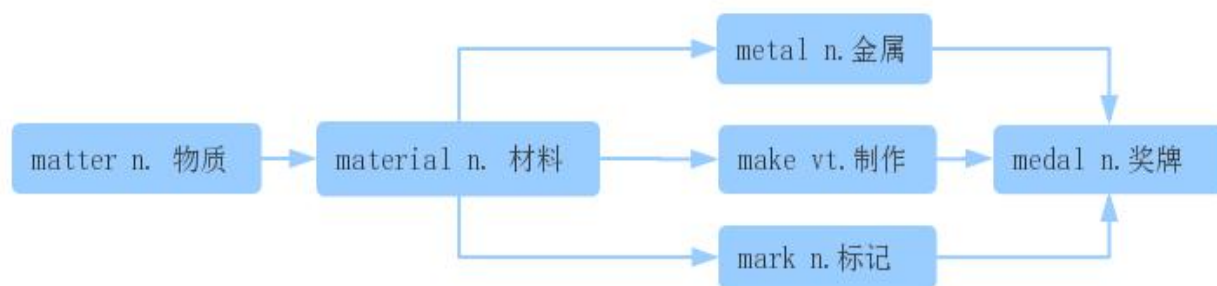 metal n.金属
matter n. 物质
material n. 材料
make vt.制作
medal n.奖牌
mark n.标记